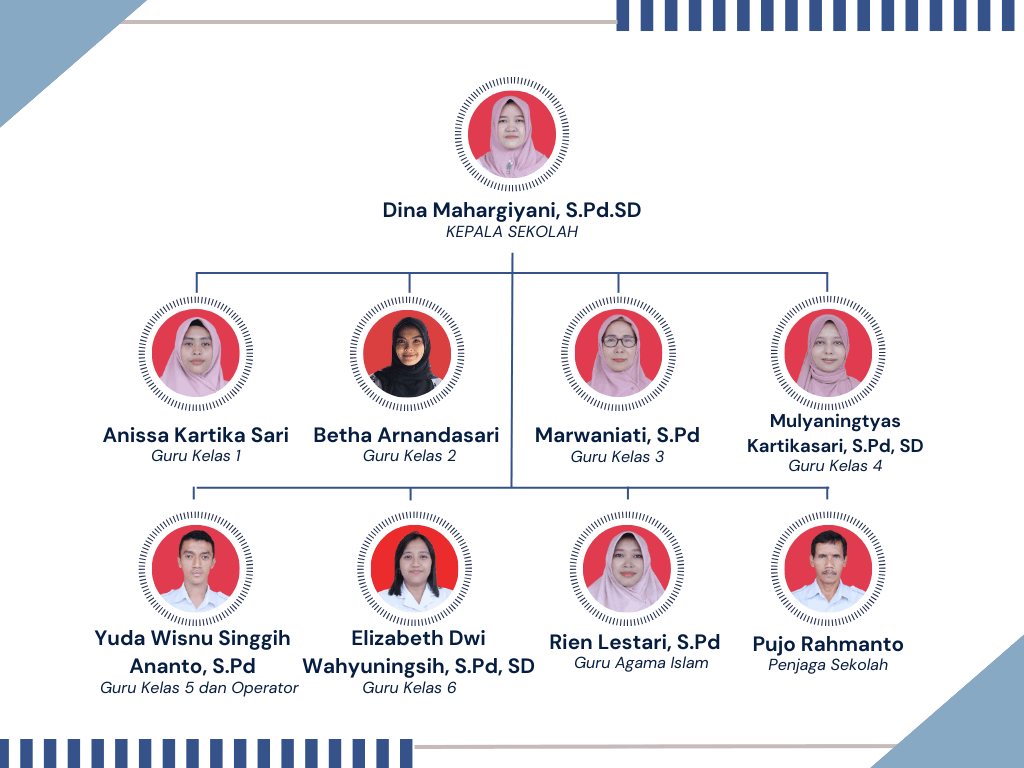 Dina Mahargiyani, S.Pd.SD
KEPALA SEKOLAH
Anissa Kartika Sari
Guru Kelas 1
Betha Arnandasari
Guru Kelas 2
Marwaniati, S.Pd
Guru Kelas 3
Mulyaningtyas
Kartikasari, S.Pd, SD
Guru Kelas 4
Yuda Wisnu Singgih
Ananto, S.Pd
Guru Kelas 5 dan Operator
Elizabeth Dwi
Wahyuningsih, S.Pd, SD
Guru Kelas 6
Rien Lestari, S.Pd
Guru Agama Islam
Pujo Rahmanto
Penjaga Sekolah